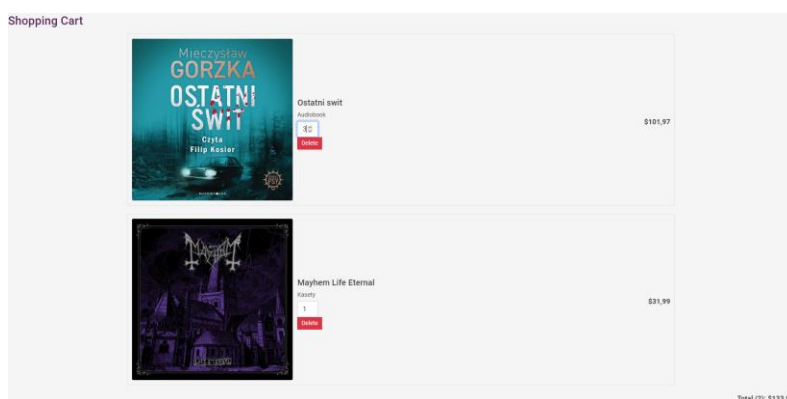 Shopping Cart
Mieczysław
GORZKA
OSTATNI
ŚWIT
Czyta
Filip Kosior
Ostatni swit
Audiobook
3
Delete
$101,97
MAYHEM
Mayhem Life Eternal
Kasety
1
Delete
$31,99